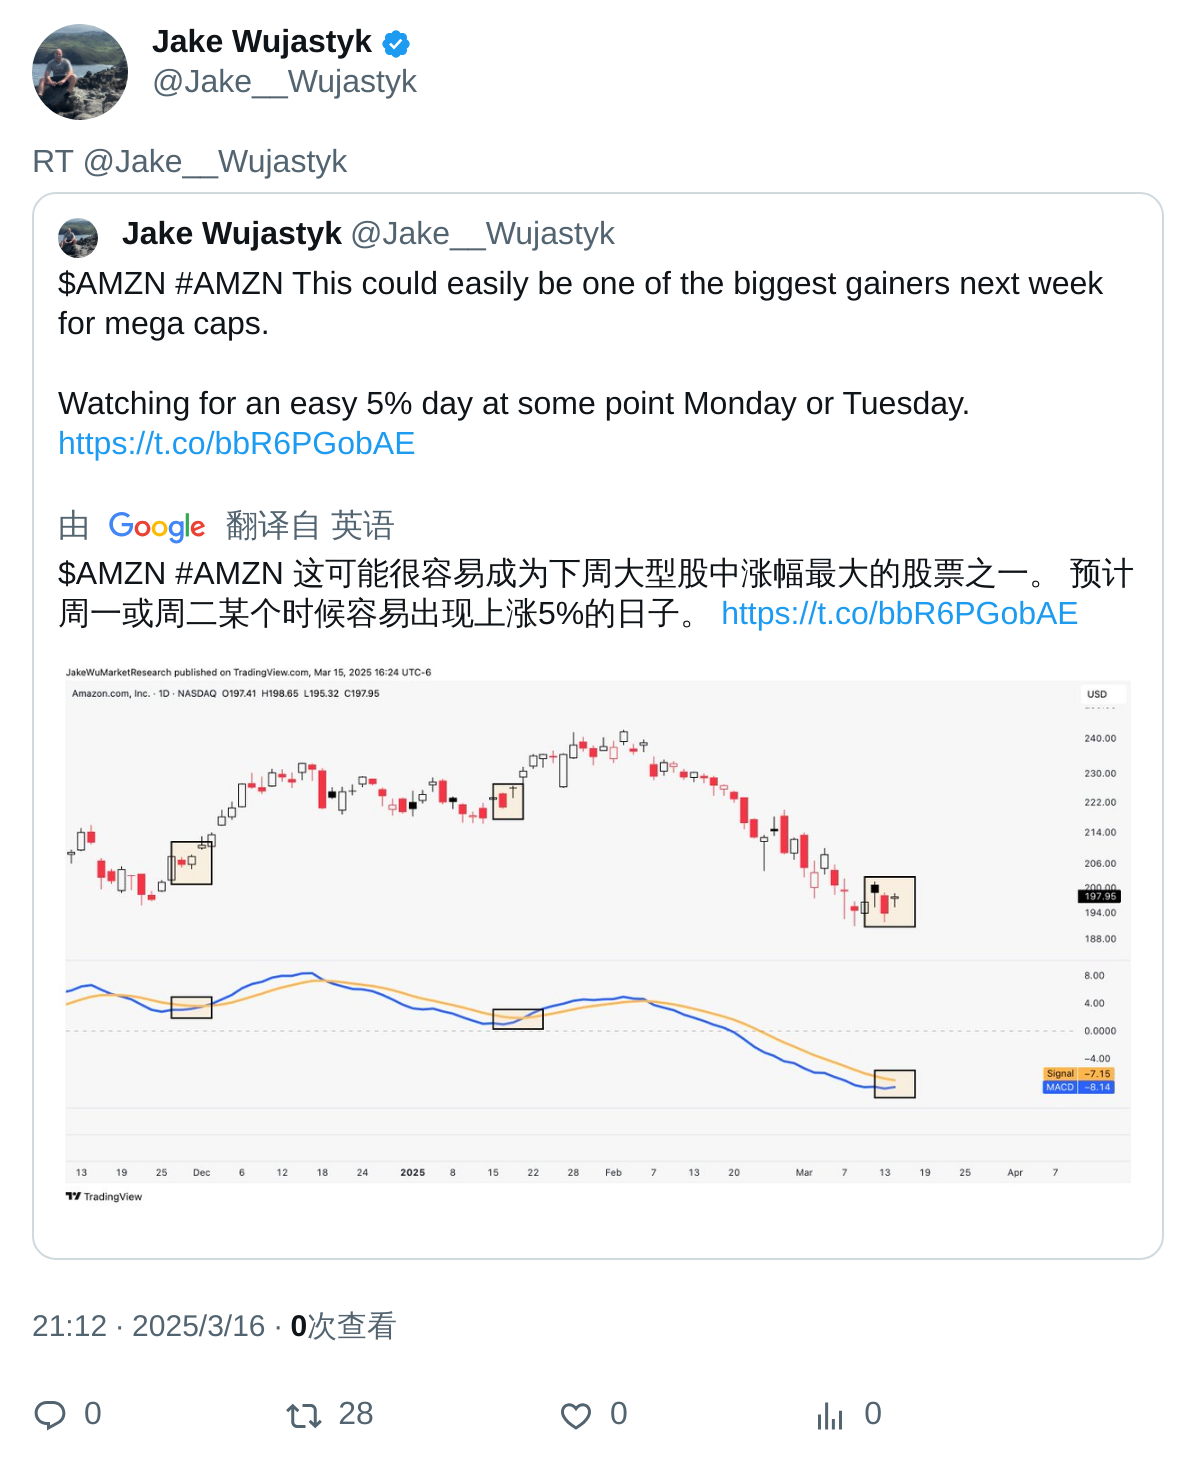 Jake Wujastyk
@Jake__Wujastyk
RT @Jake__Wujastyk
Jake Wujastyk @Jake__Wujastyk
$AMZN #AMZN This could easily be one of the biggest gainers next week
for mega caps.
Watching for an easy 5% day at some point Monday or Tuesday.
https://t.co/bbR6PGobAE
由 Google 翻译自 英语
$AMZN #AMZN 这可能很容易成为下周大型股中涨幅最大的股票之一。 预计
周一或周二某个时候容易出现上涨5%的日子。 https://t.co/bbR6PGobAE
JakeWuMarketResearch published on TradingView.com, Mar 15, 2025 16:24 UTC-6
Amazon.com, Inc. · 1D · NASDAQ O197.41 H198.65 L195.32 C197.95
USD
240.00
230.00
222.00
214.00
206.00
200.00
197.95
194.00
188.00
8.00
4.00
0.0000
−4.00
Signal −7.15
MACD −8.14
13 19 25 Dec 6 12 18 24 2025 8 15 22 28 Feb 7 13 20 Mar 7 13 19 25 Apr 7
TradingView
21:12 · 2025/3/16 · 0次查看
0 28 0 0